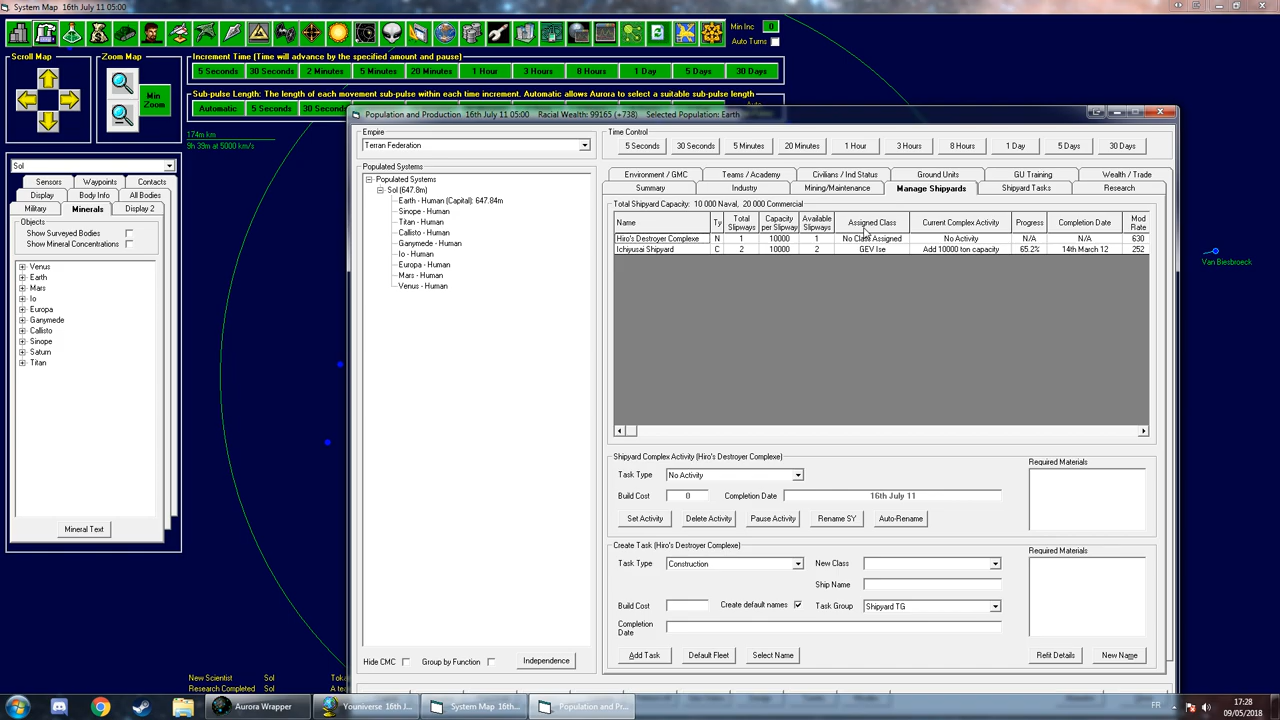 System Map 16th July 11 05:00
Min Inc 0
Auto Turns
Scroll Map
Zoom Map
Min Zoom
Increment Time (Time will advance by the specified amount and pause)
5 Seconds 30 Seconds 2 Minutes 5 Minutes 20 Minutes 1 Hour 3 Hours 8 Hours 1 Day 5 Days 30 Days
Sub-pulse Length: The length of each movement sub-pulse within each time increment. Automatic allows Aurora to select a suitable sub-pulse length
Automatic 5 Seconds 30 Seconds
174m km
9h 39m at 5000 km/s
Sol
Sensors Waypoints Contacts
Display Body Info All Bodies
Military Minerals Display 2
Objects
Show Surveyed Bodies
Show Mineral Concentrations
Venus
Earth
Mars
Io
Europa
Ganymede
Callisto
Sinope
Saturn
Titan
Mineral Text
Population and Production 16th July 11 05:00 Racial Wealth: 99165 (+738) Selected Population: Earth
Empire
Terran Federation
Populated Systems
Populated Systems
Sol (647.8m)
Earth - Human (Capital): 647.84m
Sinope - Human
Titan - Human
Callisto - Human
Ganymede - Human
Io - Human
Europa - Human
Mars - Human
Venus - Human
Hide CMC Group by Function Independence
Time Control
5 Seconds 30 Seconds 5 Minutes 20 Minutes 1 Hour 3 Hours 8 Hours 1 Day 5 Days 30 Days
Environment / GMC Teams / Academy Civilians / Ind Status Ground Units GU Training Wealth / Trade
Summary Industry Mining/Maintenance Manage Shipyards Shipyard Tasks Research
Total Shipyard Capacity: 10 000 Naval, 20 000 Commercial
Name Ty Total Slipways Capacity per Slipway Available Slipways Assigned Class Current Complex Activity Progress Completion Date Mod Rate
Hiro's Destroyer Complexe N 1 10000 1 No Class Assigned No Activity N/A N/A 630
Ichiyusai Shipyard C 2 10000 2 GEV Ise Add 10000 ton capacity 65.2% 14th March 12 252
Shipyard Complex Activity (Hiro's Destroyer Complexe)
Required Materials
Task Type No Activity
Build Cost 0 Completion Date 16th July 11
Set Activity Delete Activity Pause Activity Rename SY Auto-Rename
Create Task (Hiro's Destroyer Complexe)
Required Materials
Task Type Construction New Class
Ship Name
Build Cost Create default names Task Group Shipyard TG
Completion Date
Add Task Default Fleet Select Name Refit Details New Name
Van Biesbroeck
New Scientist Sol
Research Completed Sol
Aurora Wrapper
Youniverse 16th J...
System Map 16th...
Population and Pr...
FR
17:28
09/05/2018